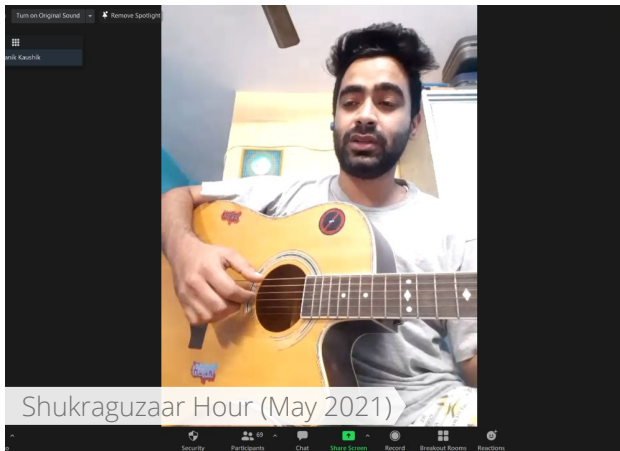 Turn on Original Sound
Remove Spotlight
anik Kaushik
Shukraguzaar Hour (May 2021)
69
Security
Participants
Chat
Share Screen
Record
Breakout Rooms
Reactions